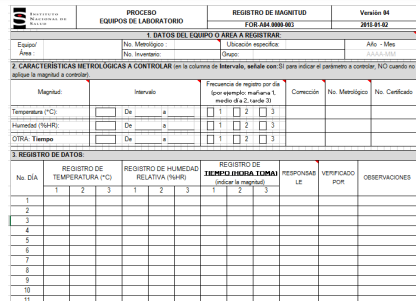 INSTITUTO
NACIONAL DE
SALUD
PROCESO
EQUIPOS DE LABORATORIO
REGISTRO DE MAGNITUD
FOR-A04.0000-003
Versión 04
2018-01-02
1. DATOS DEL EQUIPO O ÁREA A REGISTRAR:
Equipo/
Área :
No. Metrológico :
No. Inventario:
Ubicación específica:
Grupo:
Año - Mes
AAAA-MM
2. CARACTERÍSTICAS METROLÓGICAS A CONTROLAR (en la columna de Intervalo, señale con:SI para indicar el parámetro a controlar, NO cuando no
aplique la magnitud a controlar).
Magnitud:
Intervalo
Frecuencia de registro por día
(por ejemplo: mañana 1,
medio día 2, tarde 3)
Corrección
No. Metrológico
No. Certificado
Temperatura (°C): De a 1 2 3
Humedad (%HR): De a 1 2 3
OTRA: Tiempo De a 1 2 3
3. REGISTRO DE DATOS:
No. DÍA
REGISTRO DE
TEMPERATURA (°C)
REGISTRO DE HUMEDAD
RELATIVA (%HR)
REGISTRO DE
TIEMPO (HORA TOMA)
(indicar la magnitud)
RESPONSAB
LE
VERIFICADO
POR
OBSERVACIONES
1 2 3 1 2 3 1 2 3
1
2
3
4
5
6
7
8
9
10
11